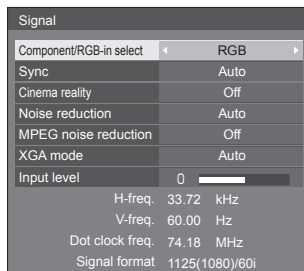 Signal
Component/RGB-in select RGB
Sync Auto
Cinema reality Off
Noise reduction Auto
MPEG noise reduction Off
XGA mode Auto
Input level 0
H-freq. 33.72 kHz
V-freq. 60.00 Hz
Dot clock freq. 74.18 MHz
Signal format 1125(1080)/60i